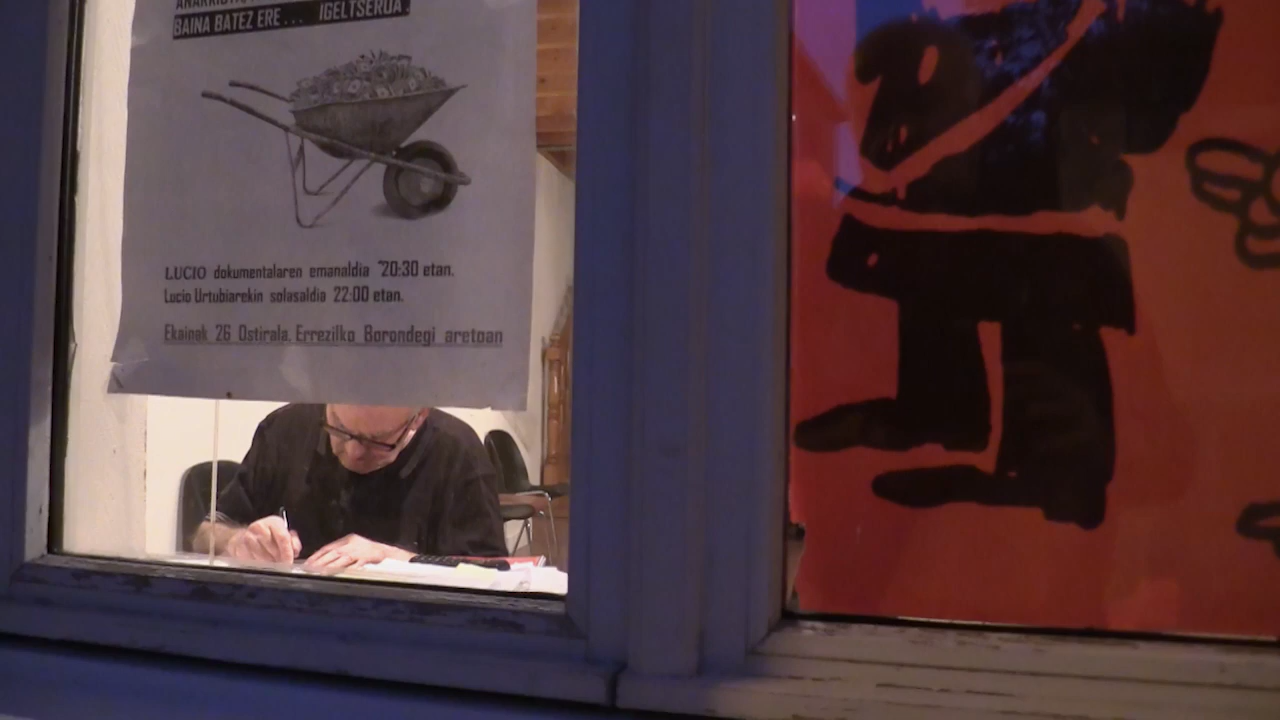 BAINA BATEZ ERE... IGELTSEROA.
LUCIO dokumentalaren emanaldia 20:30 etan.
Lucio Urtubiarekin solasaldia 22:00 etan.
Ekainak 26 Ostirala, Errezilko Borondegi aretoan